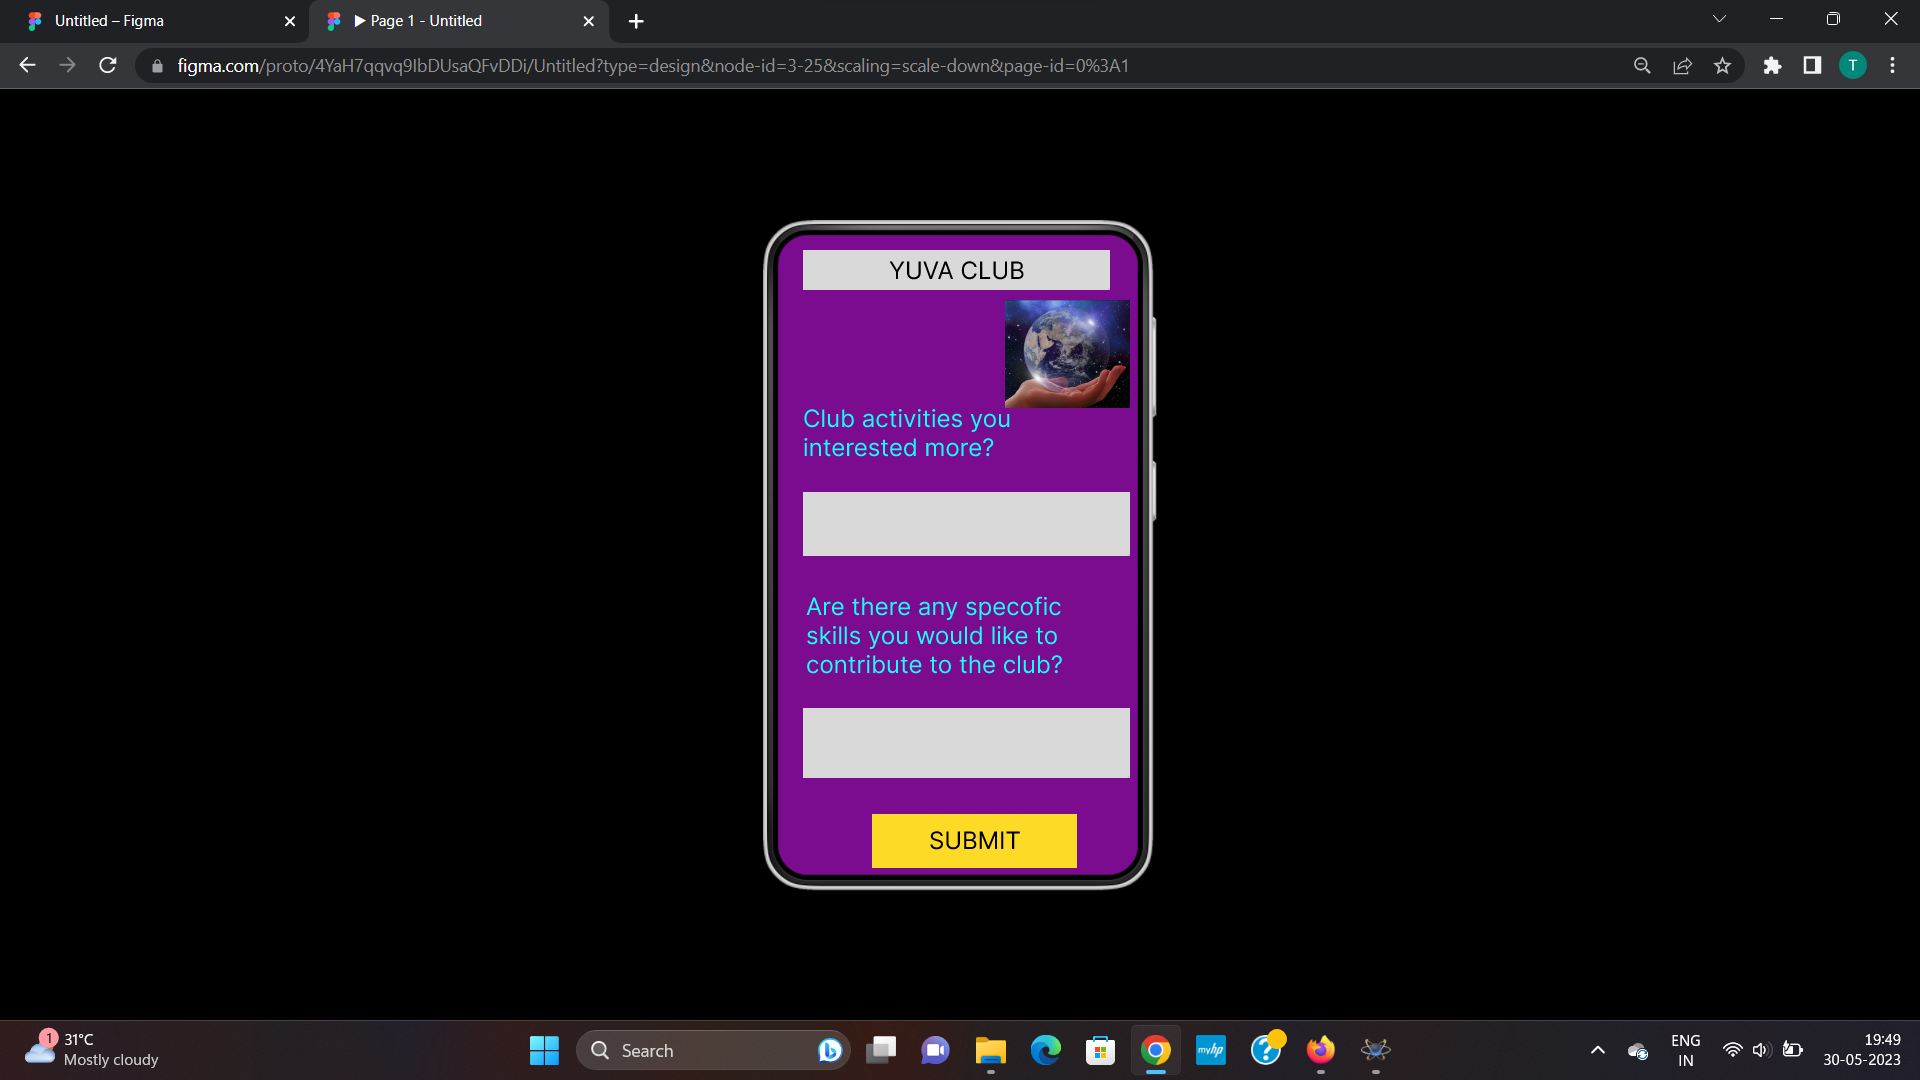 Untitled – Figma
Page 1 - Untitled
figma.com/proto/4YaH7qqvq9IbDUsaQFvDDi/Untitled?type=design&node-id=3-25&scaling=scale-down&page-id=0%3A1
T
YUVA CLUB
Club activities you
interested more?
Are there any specofic
skills you would like to
contribute to the club?
SUBMIT
1
31°C
Mostly cloudy
Search
myhp
ENG
IN
19:49
30-05-2023